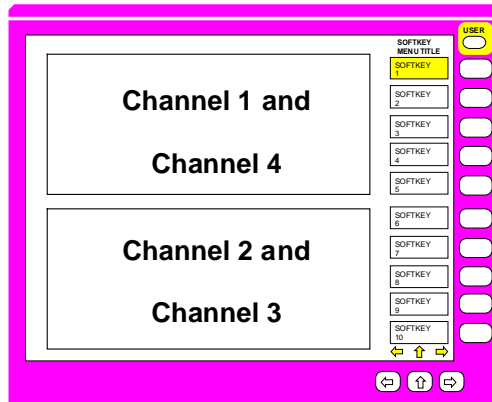 USER
SOFTKEY
MENU TITLE
Channel 1 and
Channel 4
Channel 2 and
Channel 3
SOFTKEY
1
SOFTKEY
2
SOFTKEY
3
SOFTKEY
4
SOFTKEY
5
SOFTKEY
6
SOFTKEY
7
SOFTKEY
8
SOFTKEY
9
SOFTKEY
10